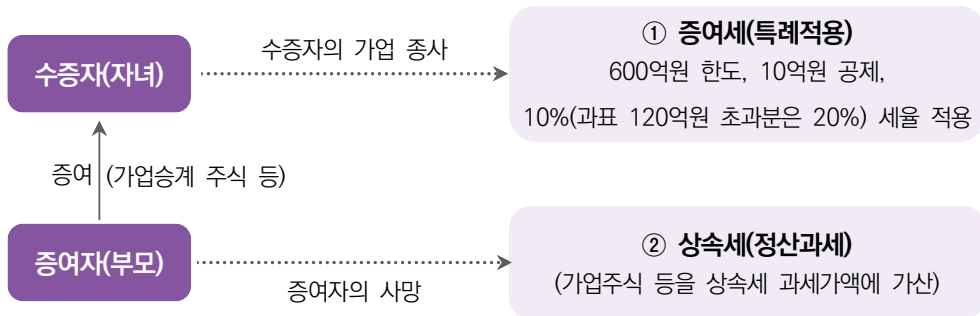 수증자(자녀)
수증자의 가업 종사
① 증여세(특례적용)
600억원 한도, 10억원 공제,
10%(과표 120억원 초과분은 20%) 세율 적용
증여 (가업승계 주식 등)
증여자(부모)
증여자의 사망
② 상속세(정산과세)
(가업주식 등을 상속세 과세가액에 가산)